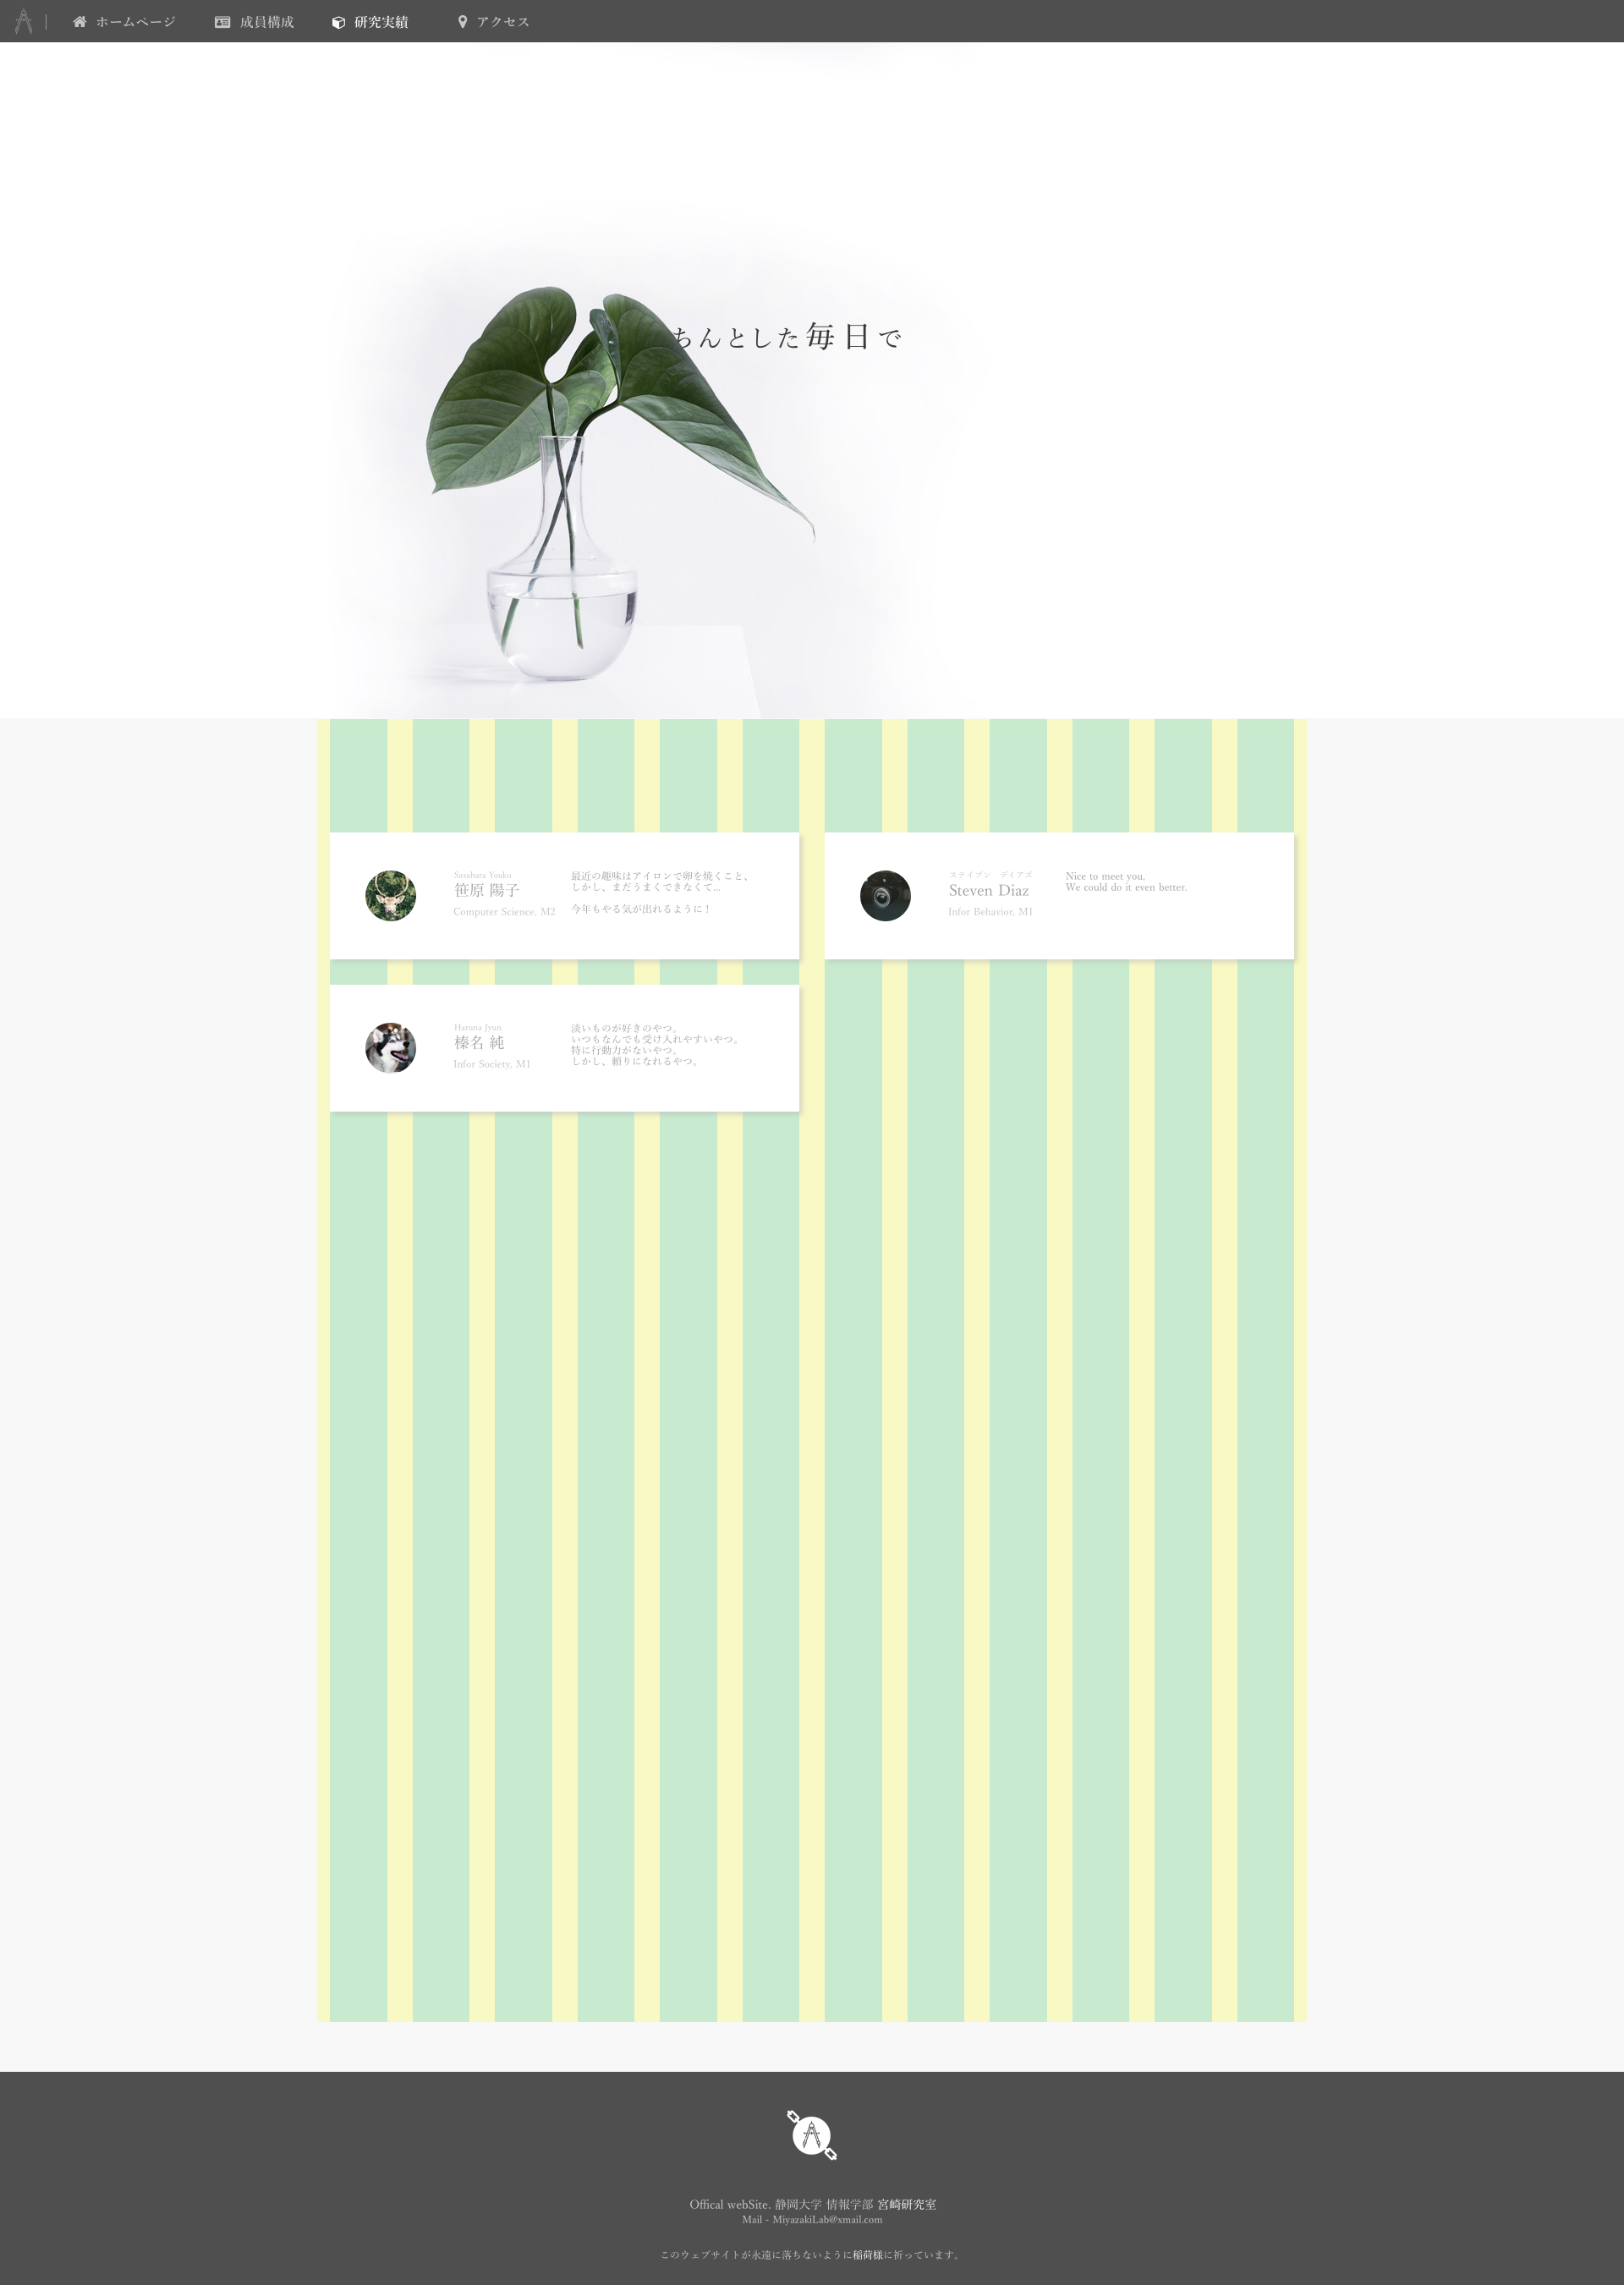 ホームページ 成員構成 研究実績 アクセス
ちんとした毎日で
Sasahara Youko
笹原 陽子
Computer Science, M2
最近の趣味はアイロンで卵を焼くこと、
しかし、まだうまくできなくて...
今年もやる気が出れるように！
ステイブン デイアズ
Steven Diaz
Infor Behavior, M1
Nice to meet you.
We could do it even better.
Haruna Jyun
榛名 純
Infor Society, M1
淡いものが好きのやつ。
いつもなんでも受け入れやすいやつ。
特に行動力がないやつ。
しかし、頼りになれるやつ。
Offical webSite. 静岡大学 情報学部 宮崎研究室
Mail - MiyazakiLab@xmail.com
このウェブサイトが永遠に落ちないように稲荷様に祈っています。